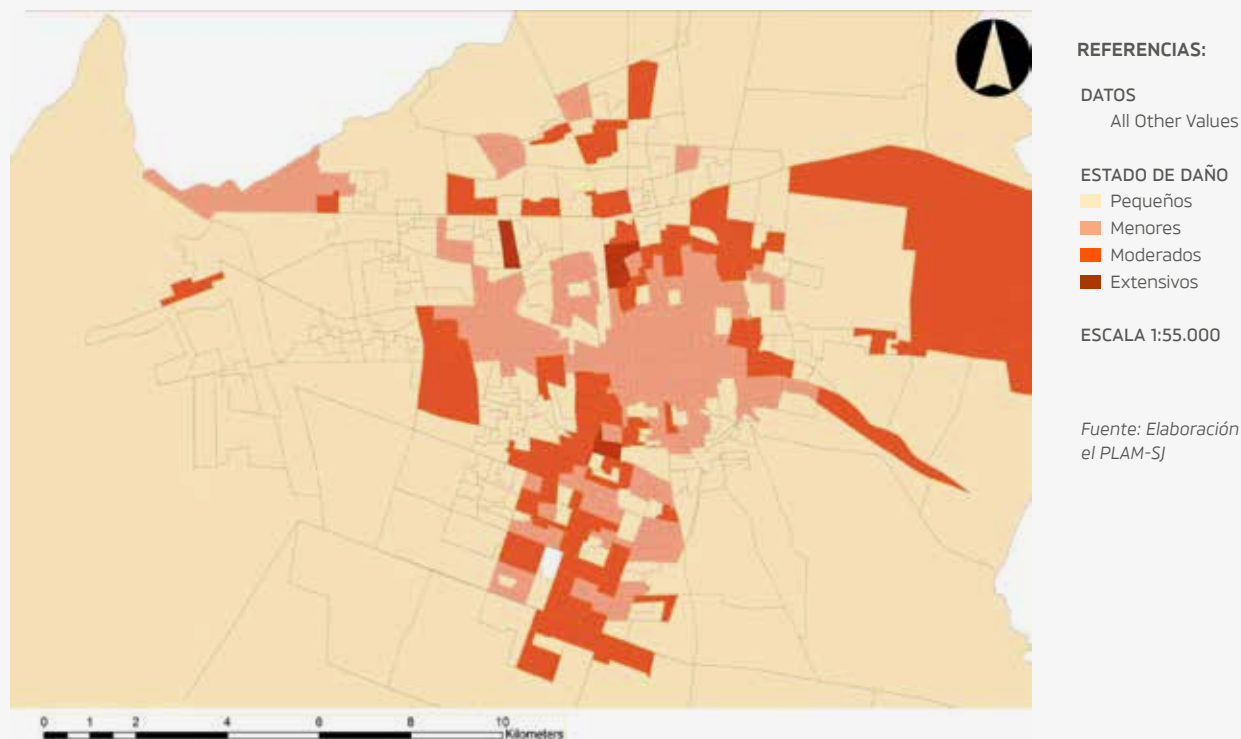 REFERENCIAS:
DATOS
All Other Values
ESTADO DE DAÑO
Pequeños
Menores
Moderados
Extensivos
ESCALA 1:55.000
Fuente: Elaboración
el PLAM-SJ
0 1 2 4 6 8 10
Kilometers